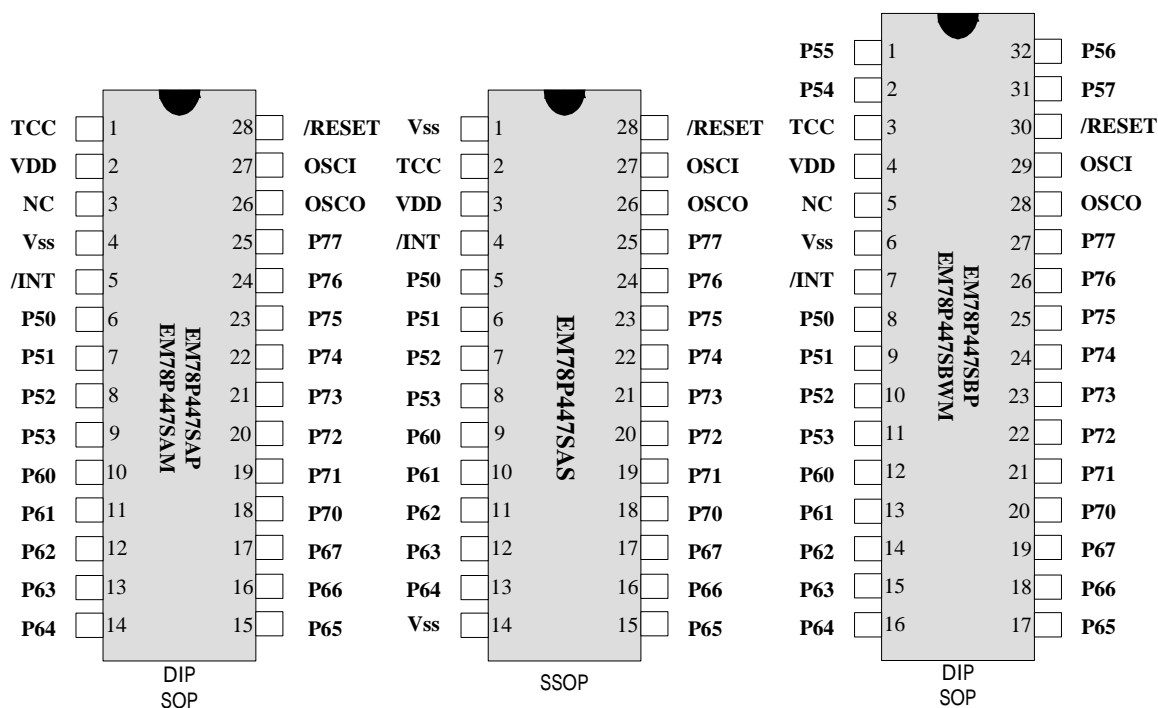 TCC 1 28 /RESET
VDD 2 27 OSCI
NC 3 26 OSCO
Vss 4 25 P77
/INT 5 24 P76
P50 6 23 P75
P51 7 22 P74
P52 8 21 P73
P53 9 20 P72
P60 10 19 P71
P61 11 18 P70
P62 12 17 P67
P63 13 16 P66
P64 14 15 P65
EM78P447SAP
EM78P447SAM
DIP
SOP
Vss 1 28 /RESET
TCC 2 27 OSCI
VDD 3 26 OSCO
/INT 4 25 P77
P50 5 24 P76
P51 6 23 P75
P52 7 22 P74
P53 8 21 P73
P60 9 20 P72
P61 10 19 P71
P62 11 18 P70
P63 12 17 P67
P64 13 16 P66
Vss 14 15 P65
EM78P447SAS
SSOP
P55 1 32 P56
P54 2 31 P57
TCC 3 30 /RESET
VDD 4 29 OSCI
NC 5 28 OSCO
Vss 6 27 P77
/INT 7 26 P76
P50 8 25 P75
P51 9 24 P74
P52 10 23 P73
P53 11 22 P72
P60 12 21 P71
P61 13 20 P70
P62 14 19 P67
P63 15 18 P66
P64 16 17 P65
EM78P447SBP
EM78P447SBWM
DIP
SOP